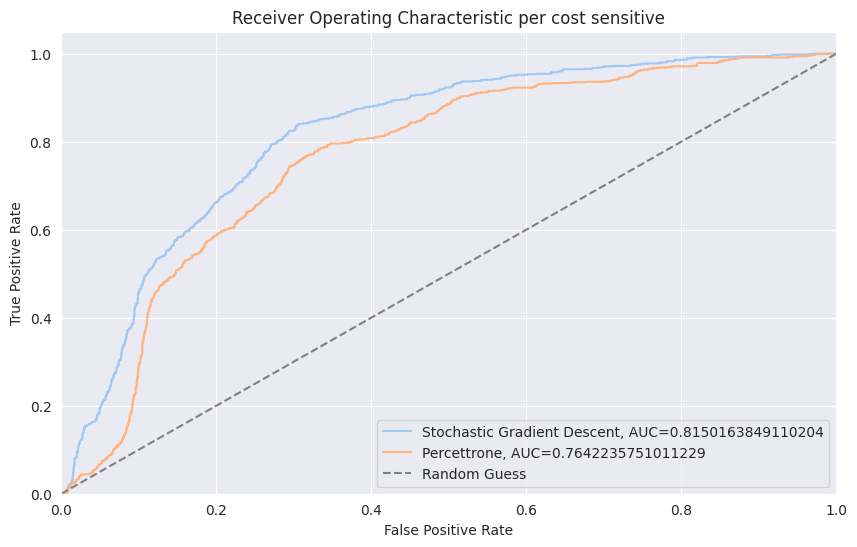 Receiver Operating Characteristic per cost sensitive
True Positive Rate
1.0
0.8
0.6
0.4
0.2
0.0
Stochastic Gradient Descent, AUC=0.8150163849110204
Percettrone, AUC=0.7642235751011229
Random Guess
0.0 0.2 0.4 0.6 0.8 1.0
False Positive Rate